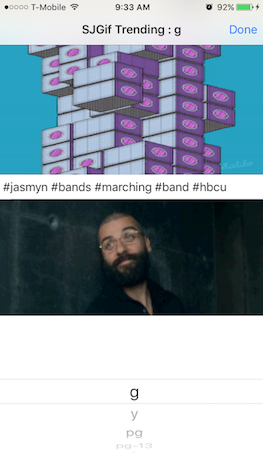 T-Mobile 9:33 AM 92%
SJGif Trending : g Done
#jasmyn #bands #marching #band #hbcu
g
y
pg
pg-13